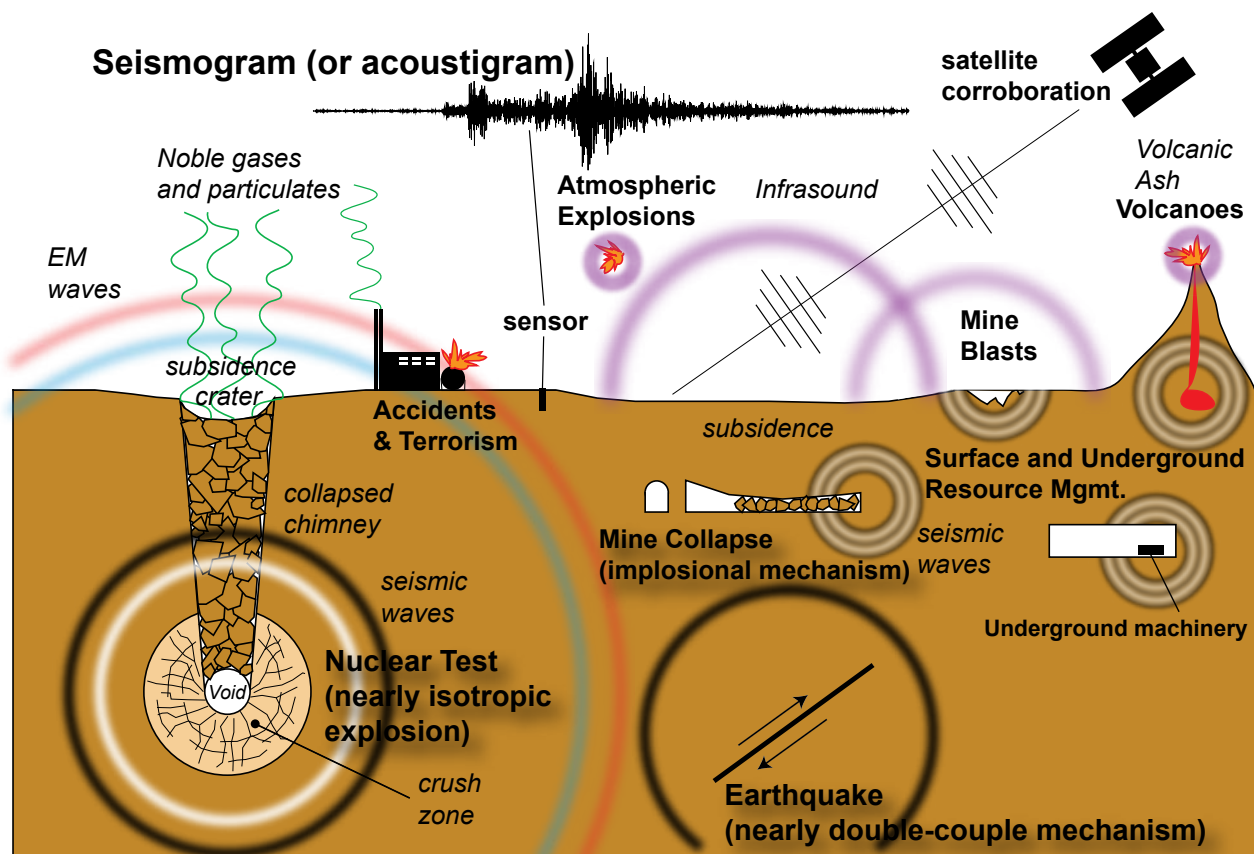 Seismogram (or acoustigram)
satellite
corroboration
Noble gases
and particulates
Atmospheric
Explosions
Infrasound
Volcanic
Ash
Volcanoes
EM
waves
sensor
Mine
Blasts
subsidence
crater
Accidents
& Terrorism
subsidence
Surface and Underground
Resource Mgmt.
collapsed
chimney
Mine Collapse
(implosional mechanism)
seismic
waves
seismic
waves
Underground machinery
Nuclear Test
(nearly isotropic
explosion)
Void
crush
zone
Earthquake
(nearly double-couple mechanism)